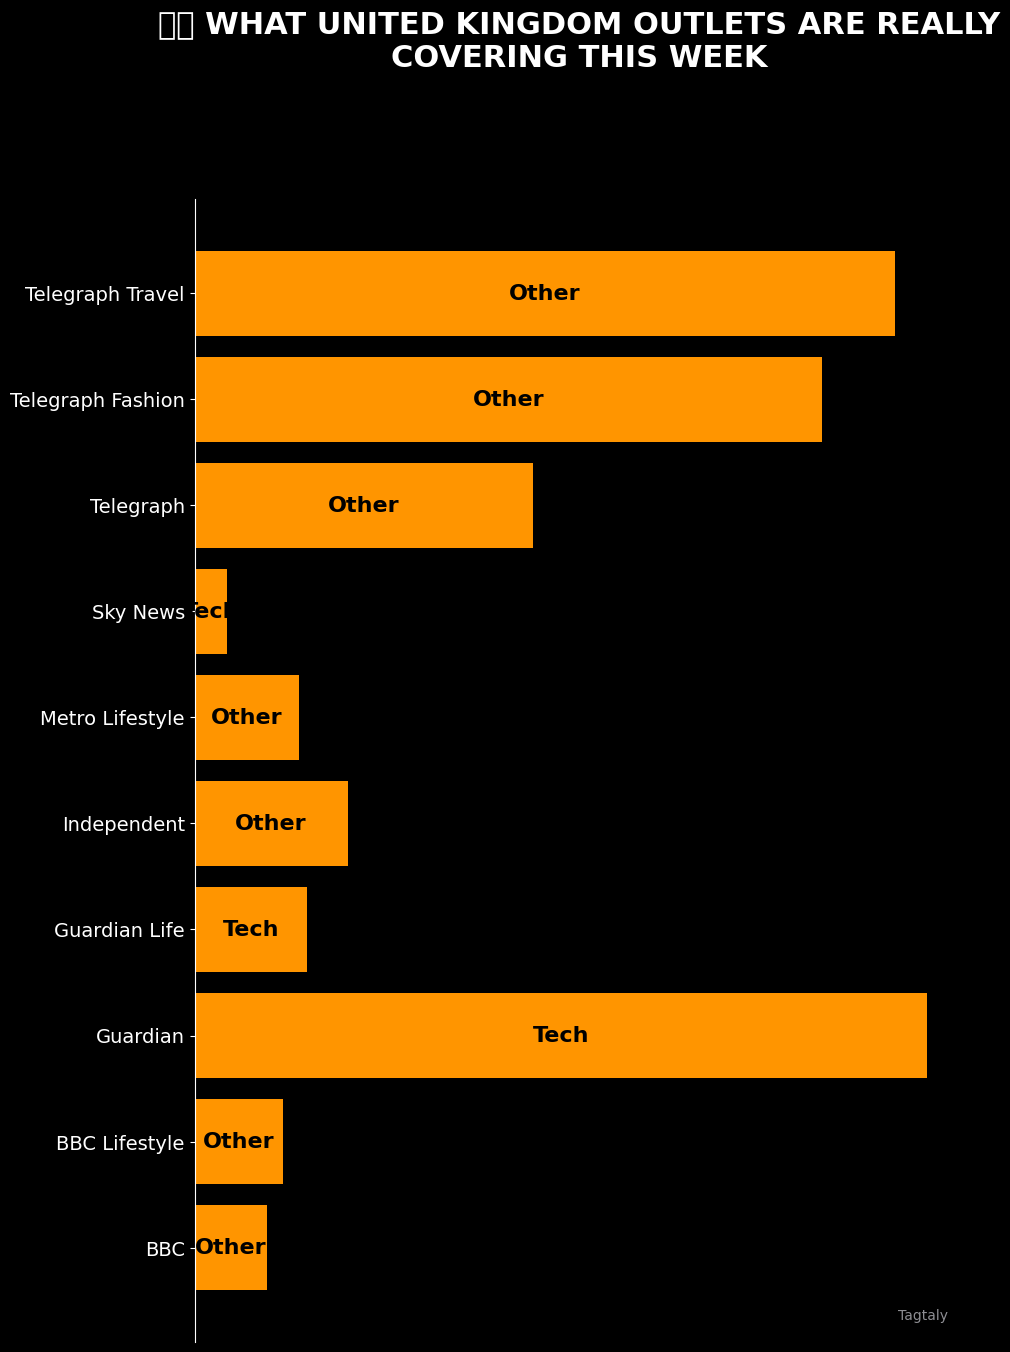 WHAT UNITED KINGDOM OUTLETS ARE REALLY
COVERING THIS WEEK
Telegraph Travel
Other
Telegraph Fashion
Other
Telegraph
Other
Sky News
Tech
Metro Lifestyle
Other
Independent
Other
Guardian Life
Tech
Guardian
Tech
BBC Lifestyle
Other
BBC
Other
Tagtaly